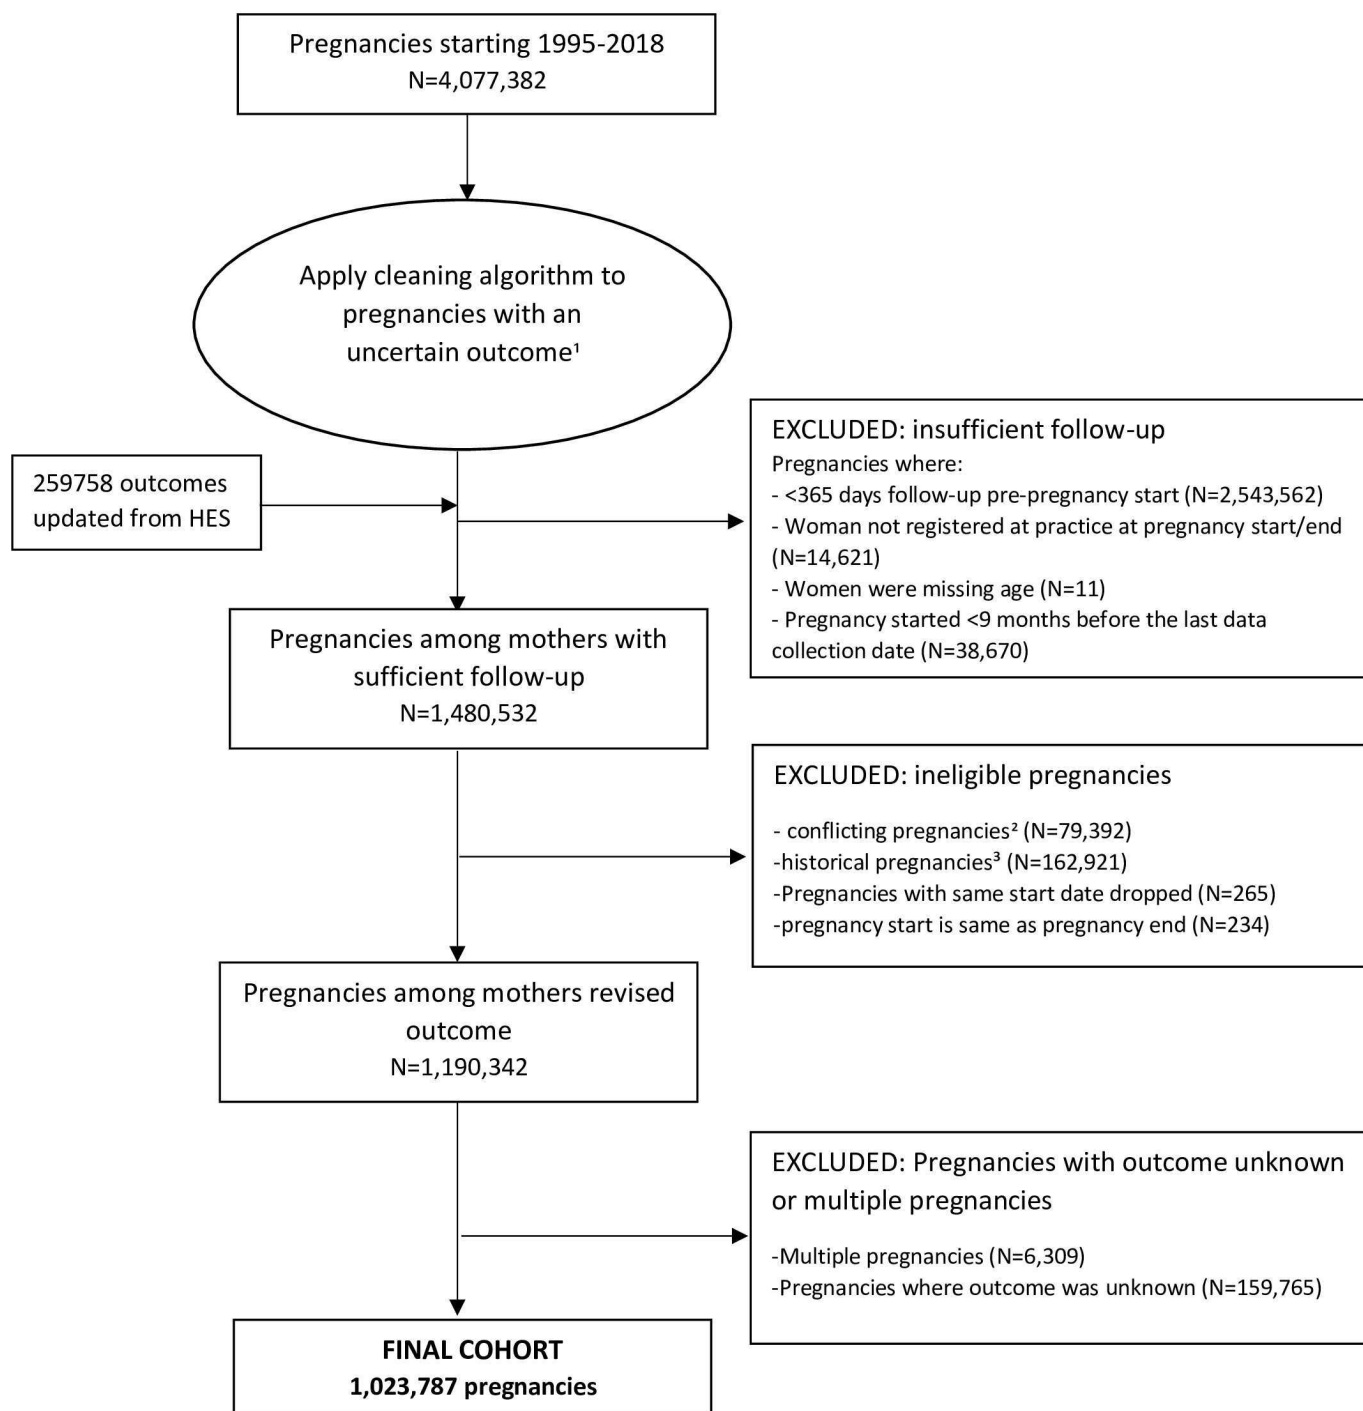 Pregnancies starting 1995-2018
N=4,077,382
Apply cleaning algorithm to
pregnancies with an
uncertain outcome¹
259758 outcomes
updated from HES
EXCLUDED: insufficient follow-up
Pregnancies where:
- <365 days follow-up pre-pregnancy start (N=2,543,562)
- Woman not registered at practice at pregnancy start/end
(N=14,621)
- Women were missing age (N=11)
- Pregnancy started <9 months before the last data
collection date (N=38,670)
Pregnancies among mothers with
sufficient follow-up
N=1,480,532
EXCLUDED: ineligible pregnancies
- conflicting pregnancies² (N=79,392)
-historical pregnancies³ (N=162,921)
-Pregnancies with same start date dropped (N=265)
-pregnancy start is same as pregnancy end (N=234)
Pregnancies among mothers revised
outcome
N=1,190,342
EXCLUDED: Pregnancies with outcome unknown
or multiple pregnancies
-Multiple pregnancies (N=6,309)
-Pregnancies where outcome was unknown (N=159,765)
FINAL COHORT
1,023,787 pregnancies